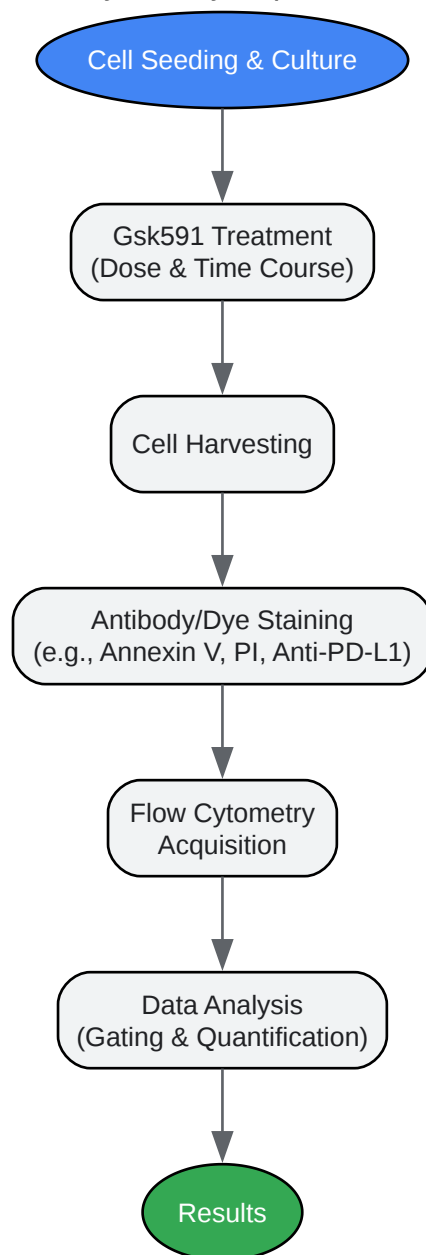 Cell Seeding & Culture
Gsk591 Treatment
(Dose & Time Course)
Cell Harvesting
Antibody/Dye Staining
(e.g., Annexin V, PI, Anti-PD-L1)
Flow Cytometry
Acquisition
Data Analysis
(Gating & Quantification)
Results